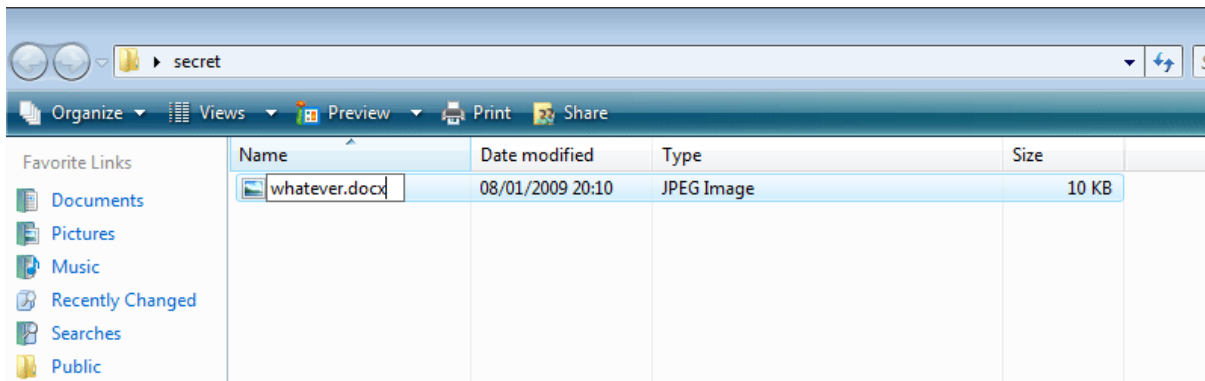 secret
Organize Views Preview Print Share
Favorite Links
Documents
Pictures
Music
Recently Changed
Searches
Public
Name Date modified Type Size
whatever.docx 08/01/2009 20:10 JPEG Image 10 KB